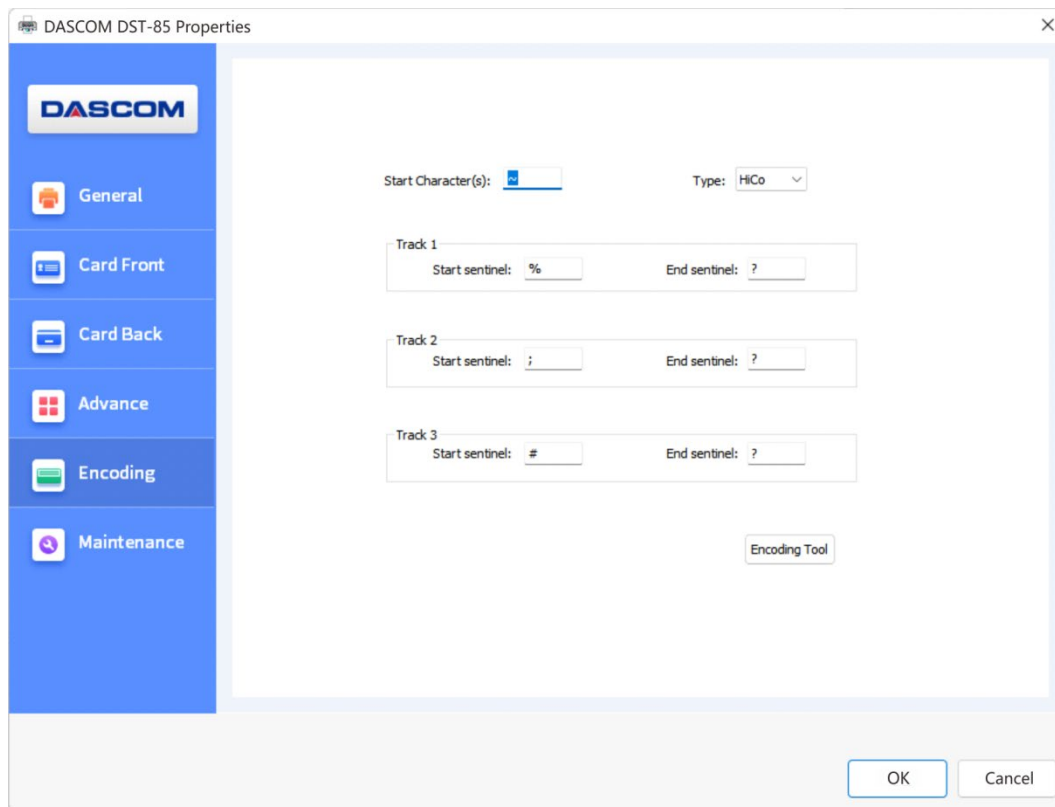 DASCOM DST-85 Properties
DASCOM
General
Card Front
Card Back
Advance
Encoding
Maintenance
Start Character(s): ~ Type: HiCo
Track 1
Start sentinel: % End sentinel: ?
Track 2
Start sentinel: ; End sentinel: ?
Track 3
Start sentinel: # End sentinel: ?
Encoding Tool
OK Cancel